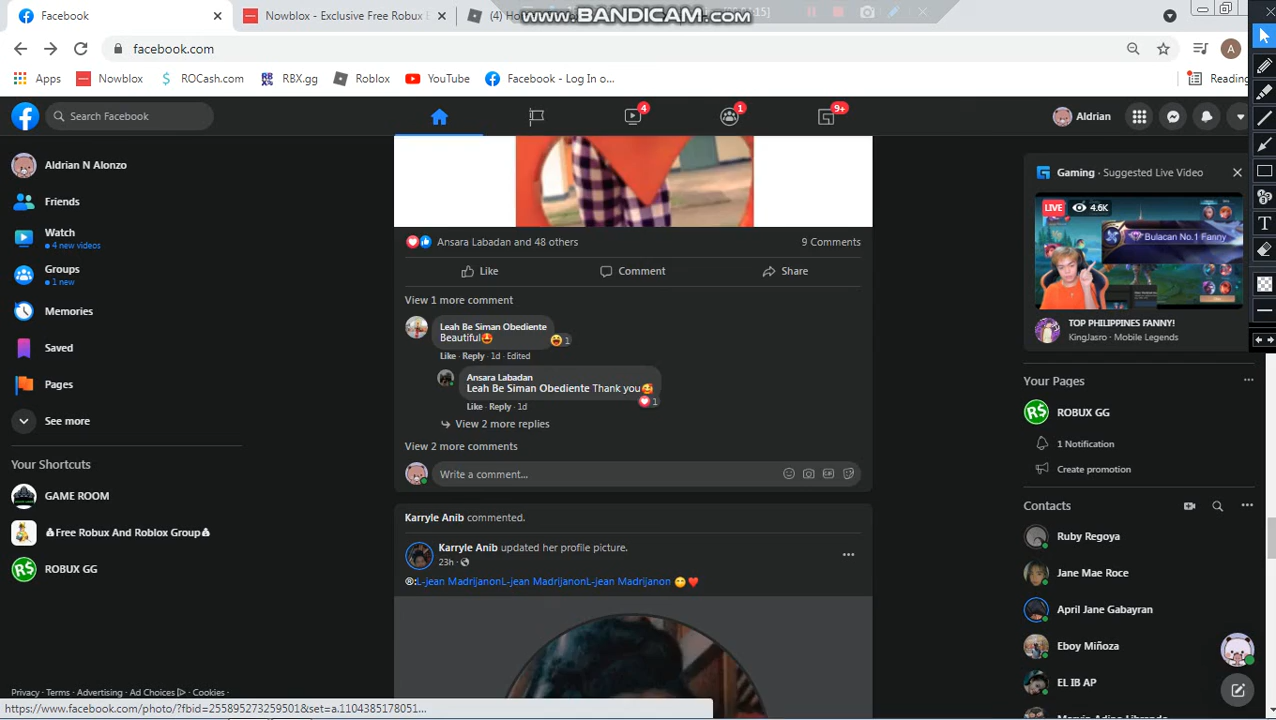 Facebook
Nowblox - Exclusive Free Robux E
www.BANDICAM.com
facebook.com
A
Apps
Nowblox
ROCash.com
RBX.gg
Roblox
YouTube
Facebook - Log In o...
Reading
Search Facebook
4
1
9+
Aldrian
Aldrian N Alonzo
Friends
Watch
4 new videos
Groups
1 new
Memories
Saved
Pages
See more
Your Shortcuts
GAME ROOM
Free Robux And Roblox Group
ROBUX GG
Privacy · Terms · Advertising · Ad Choices · Cookies ·
https://www.facebook.com/photo/?fbid=255895273259501&set=a.1104385178051...
Ansara Labadan and 48 others
9 Comments
Like
Comment
Share
View 1 more comment
Leah Be Siman Obediente
Beautiful🤩
1
Like · Reply · 1d · Edited
Ansara Labadan
Leah Be Siman Obediente Thank you🥰
1
Like · Reply · 1d
View 2 more replies
View 2 more comments
Write a comment...
GIF
Karryle Anib commented.
Karryle Anib updated her profile picture.
23h ·
®:L-jean MadrijanonL-jean MadrijanonL-jean Madrijanon
Gaming · Suggested Live Video
LIVE
4.6K
Bulacan No.1 Fanny
TOP PHILIPPINES FANNY!
KingJasro · Mobile Legends
Your Pages
R$
ROBUX GG
1 Notification
Create promotion
Contacts
Ruby Regoya
Jane Mae Roce
April Jane Gabayran
Eboy Miñoza
EL IB AP